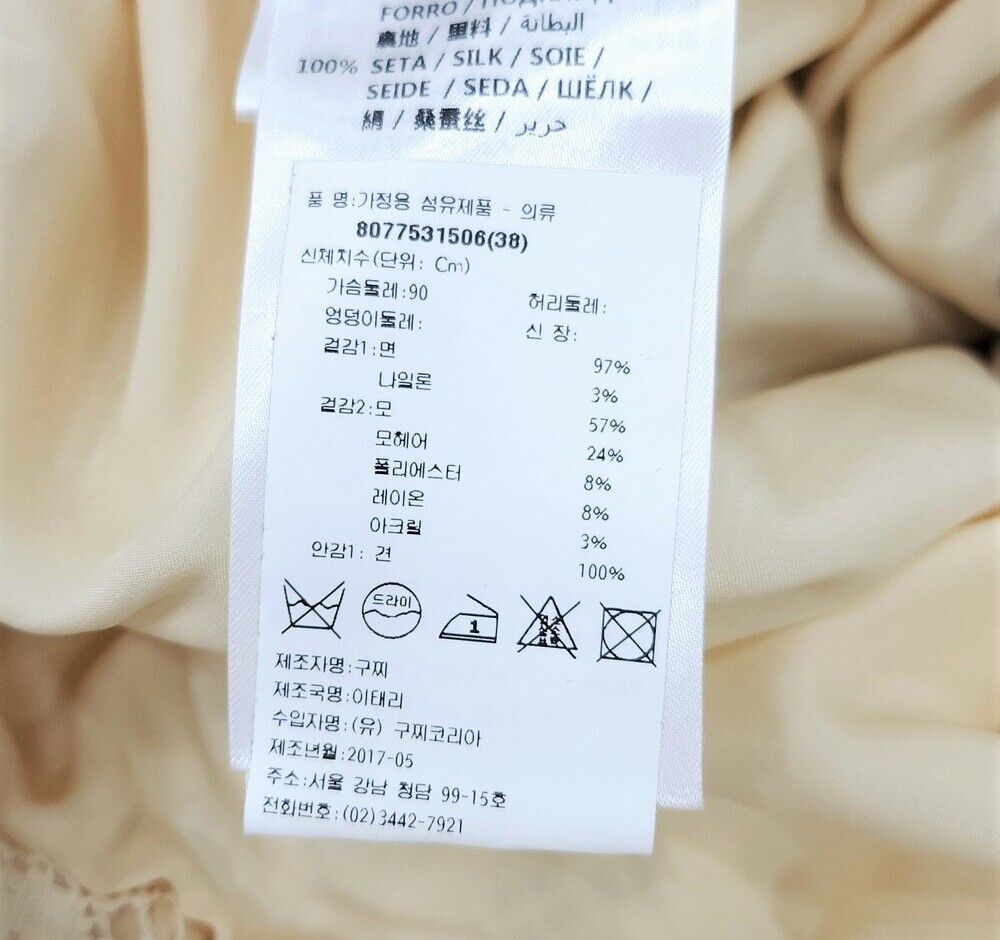 FORRO /
裏地 / 里料 / البطانة
100% SETA / SILK / SOIE /
SEIDE / SEDA / ШЁЛК /
絹 / 桑蚕丝 / حرير
품 명:가정용 섬유제품 - 의류
8077531506(38)
신체치수(단위: Cm)
가슴둘레:90 허리둘레:
엉덩이둘레: 신 장:
겉감1:면 97%
나일론 3%
겉감2:모 57%
모헤어 24%
폴리에스터 8%
레이온 8%
아크릴 3%
안감1: 견 100%
드라이 1 염소 표백
제조자명:구찌
제조국명:이태리
수입자명:(유) 구찌코리아
제조년월:2017-05
주소:서울 강남 청담 99-15호
전화번호:(02)3442-7921